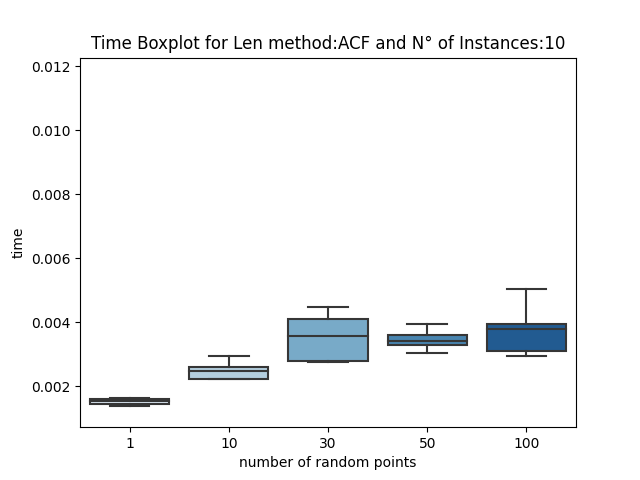 Time Boxplot for Len method:ACF and N° of Instances:10
0.012
0.010
0.008
0.006
0.004
0.002
time
1 10 30 50 100
number of random points